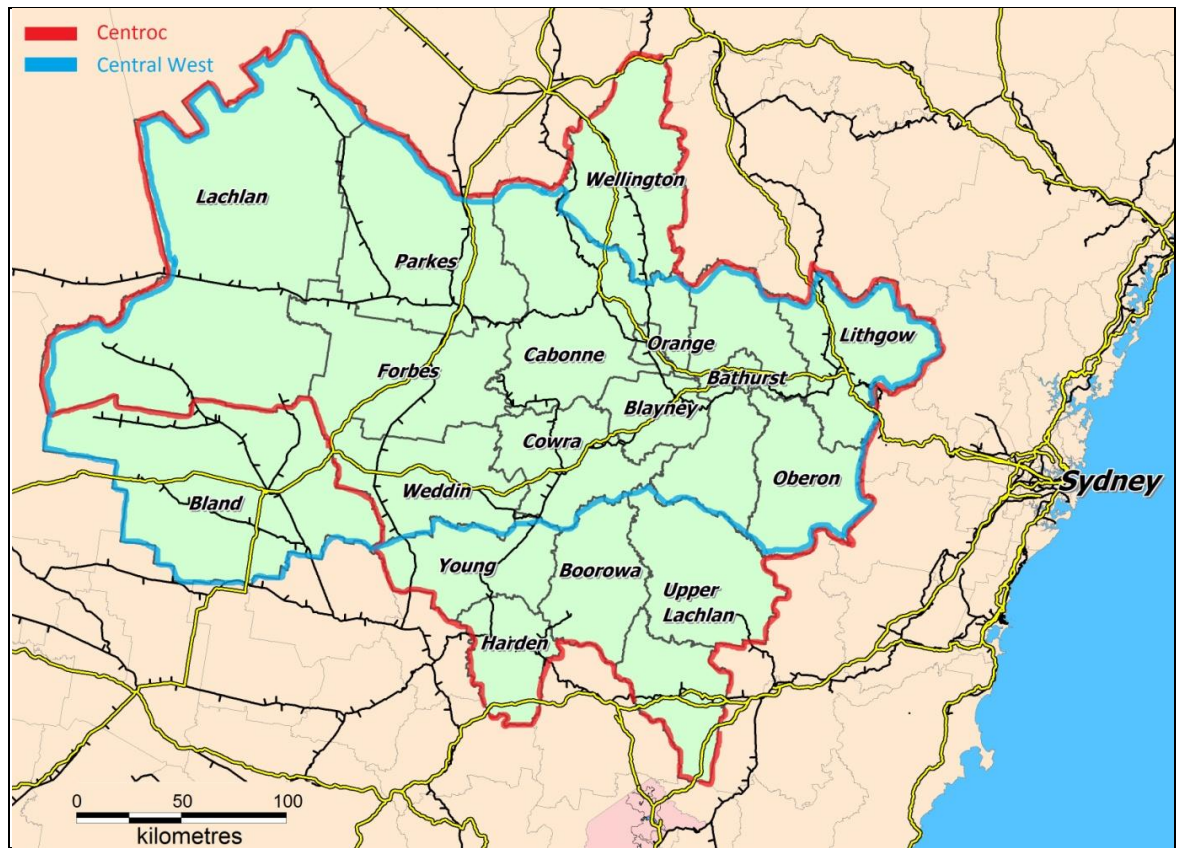 Centroc
Central West
Lachlan
Wellington
Parkes
Lithgow
Orange
Cabonne
Forbes
Bathurst
Blayney
Cowra
Oberon
Sydney
Weddin
Bland
Young
Boorowa
Upper
Lachlan
Harden
0 50 100
kilometres